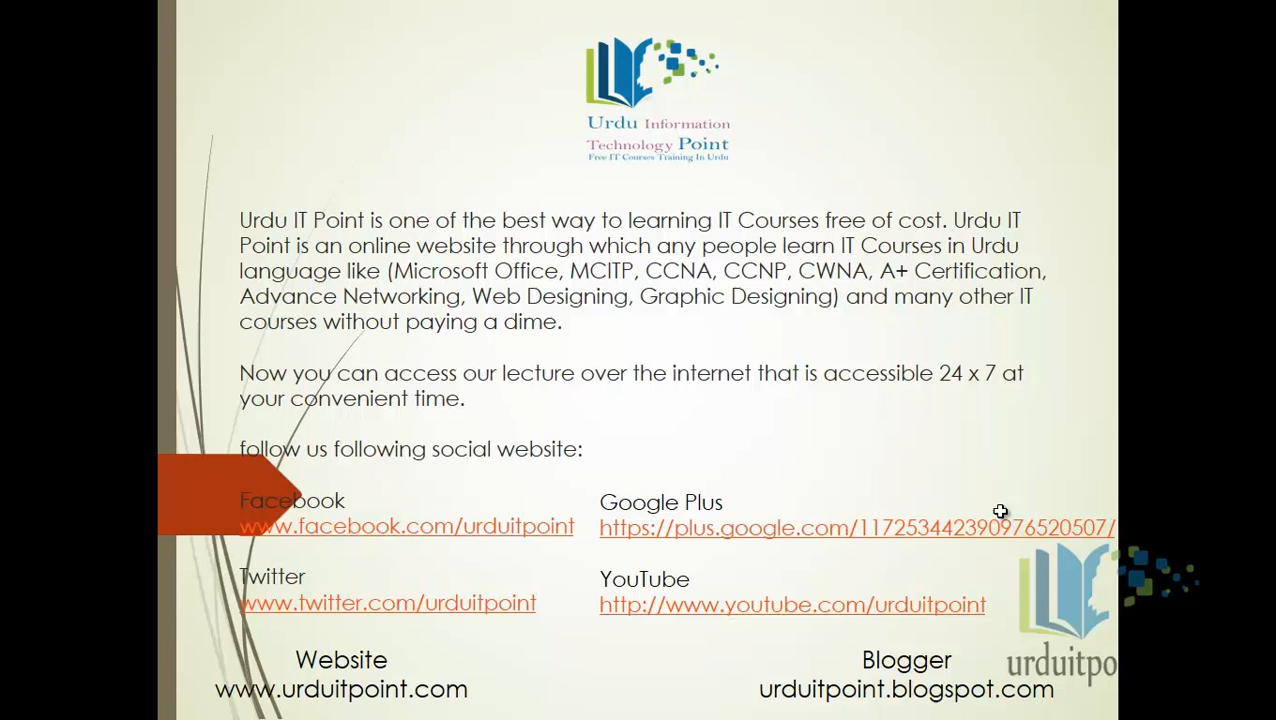 Urdu Information
Technology Point
Free IT Courses Training In Urdu
Urdu IT Point is one of the best way to learning IT Courses free of cost. Urdu IT
Point is an online website through which any people learn IT Courses in Urdu
language like (Microsoft Office, MCITP, CCNA, CCNP, CWNA, A+ Certification,
Advance Networking, Web Designing, Graphic Designing) and many other IT
courses without paying a dime.
Now you can access our lecture over the internet that is accessible 24 x 7 at
your convenient time.
follow us following social website:
Facebook
www.facebook.com/urduitpoint
Google Plus
https://plus.google.com/117253442390976520507/
Twitter
www.twitter.com/urduitpoint
YouTube
http://www.youtube.com/urduitpoint
Website
www.urduitpoint.com
Blogger
urduitpoint.blogspot.com
urduitpo